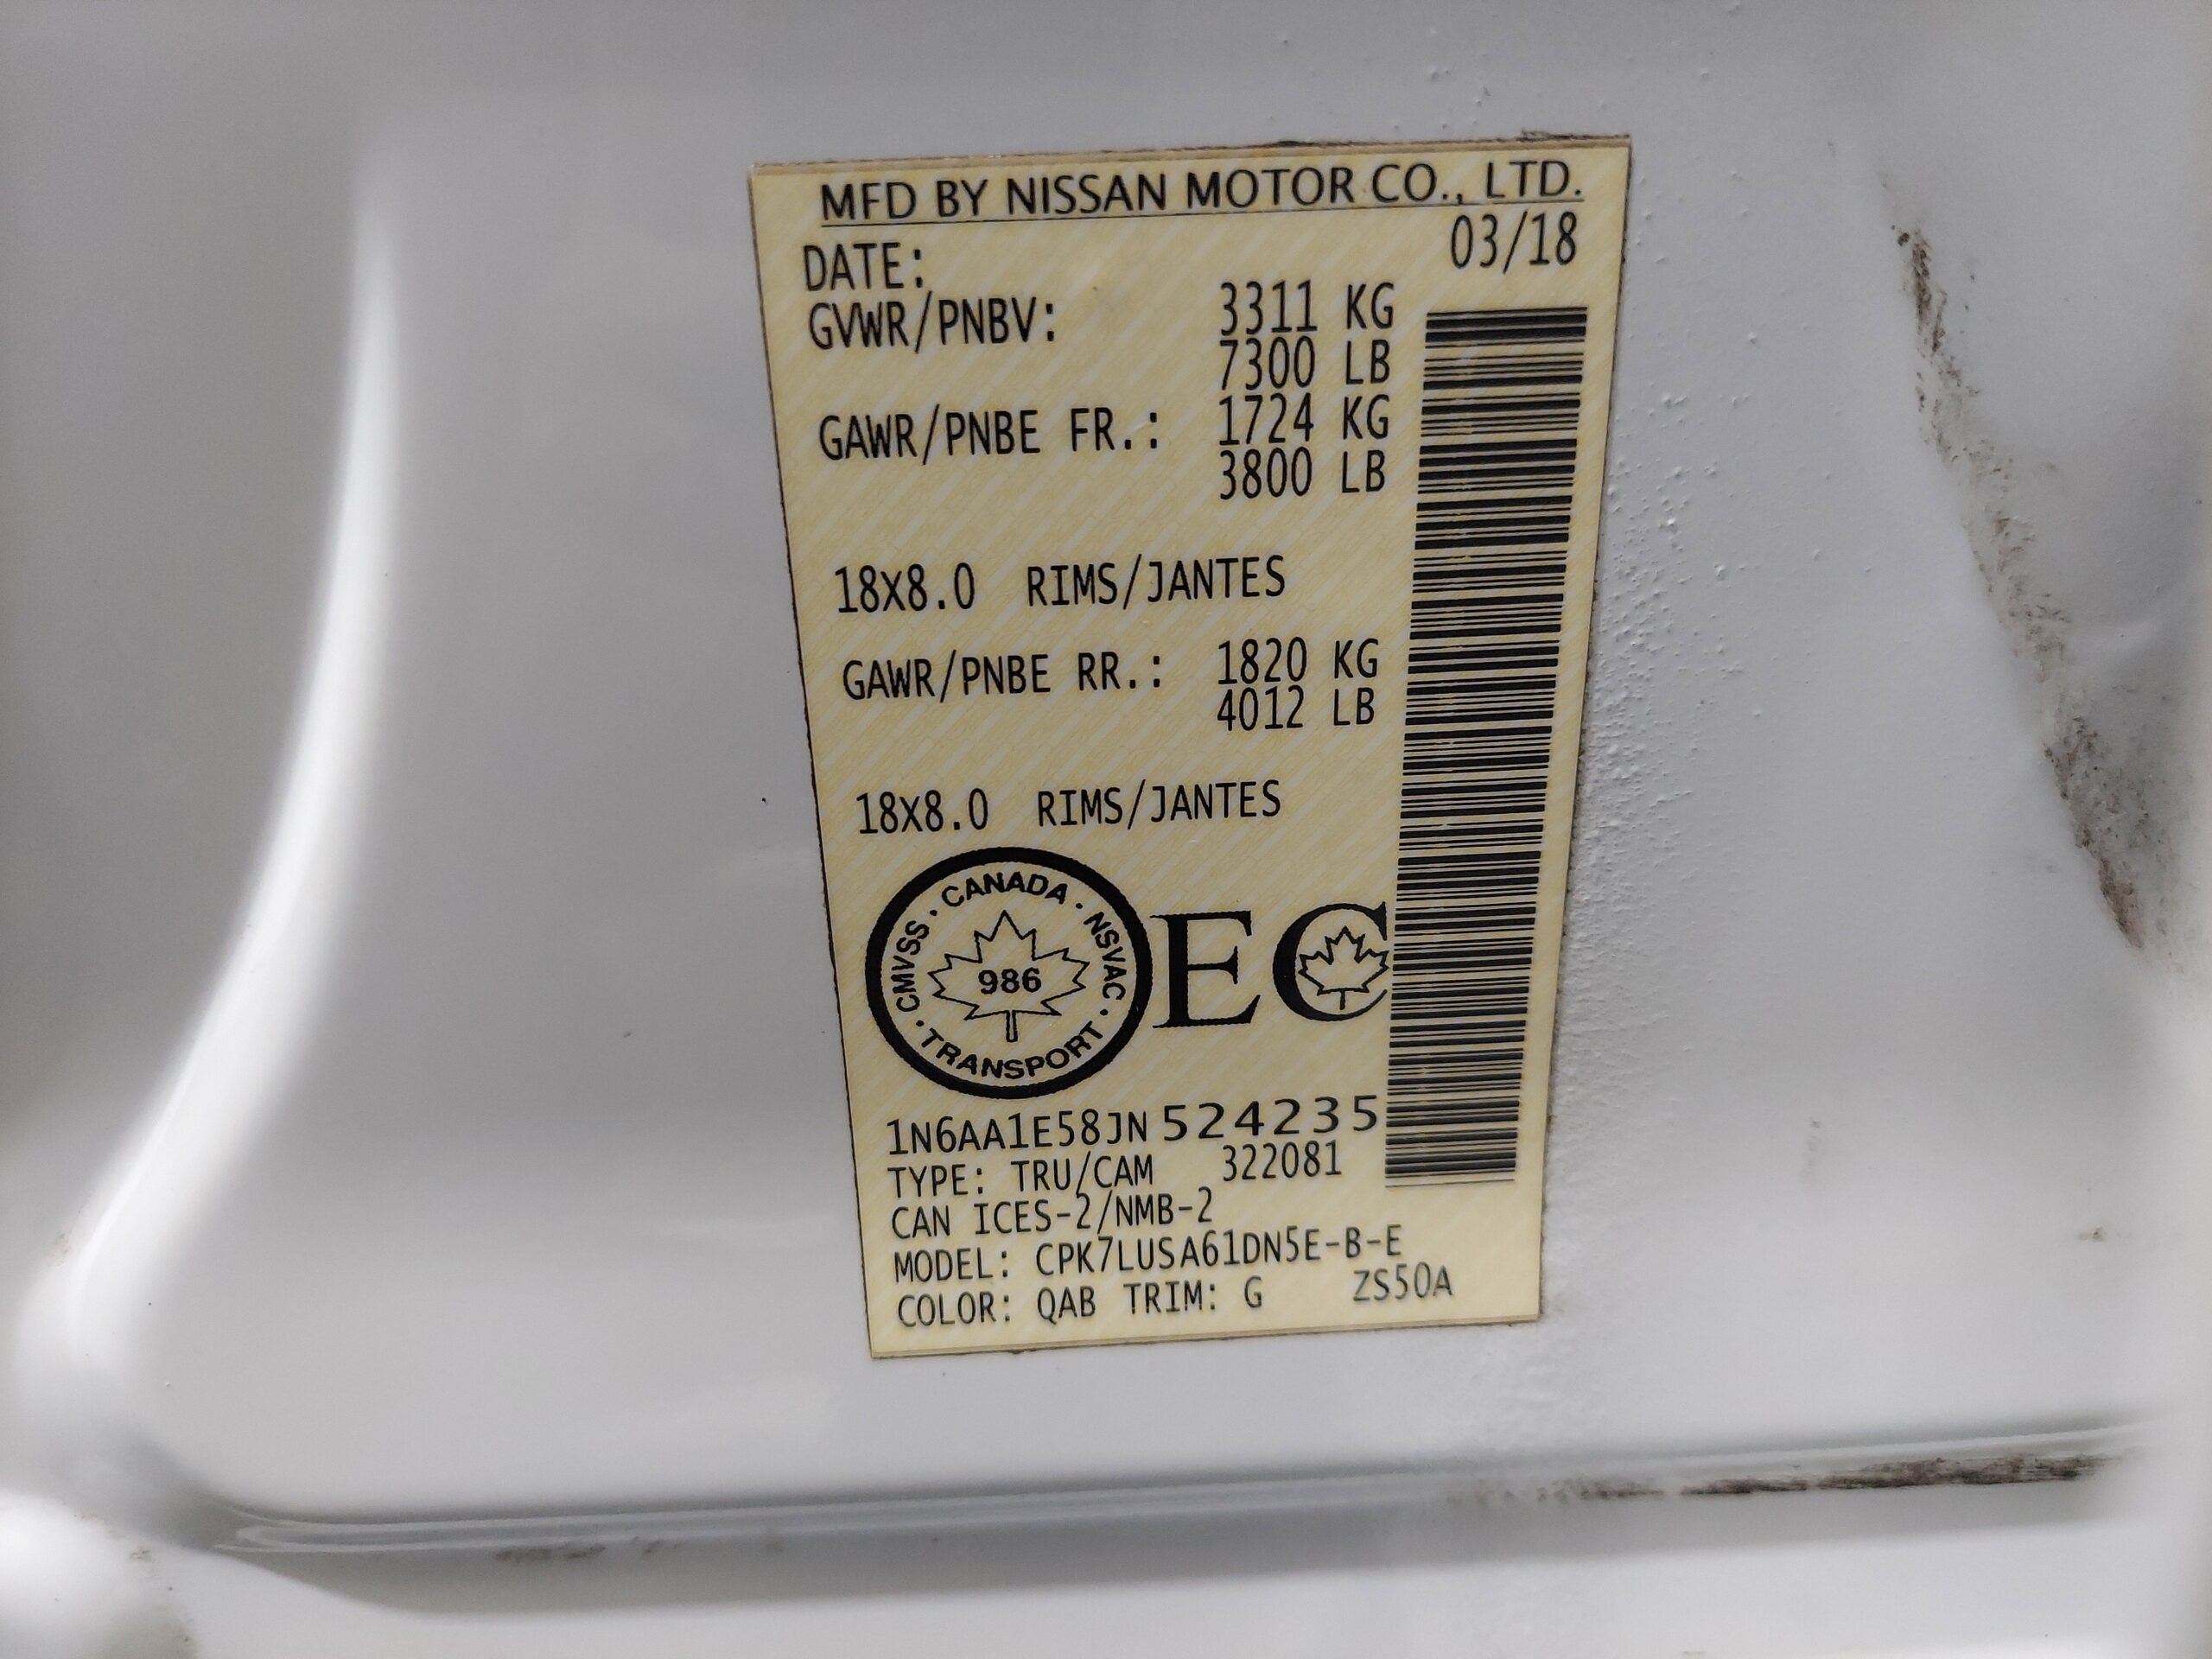 MFD BY NISSAN MOTOR CO., LTD.
DATE: 03/18
GVWR/PNBV: 3311 KG
7300 LB
GAWR/PNBE FR.: 1724 KG
3800 LB
18X8.0 RIMS/JANTES
GAWR/PNBE RR.: 1820 KG
4012 LB
18X8.0 RIMS/JANTES
CMVSS · CANADA · NSVAC · TRANSPORT ·
986
EC
1N6AA1E58JN524235
TYPE: TRU/CAM 322081
CAN ICES-2/NMB-2
MODEL: CPK7LUSA61DN5E-B-E
COLOR: QAB TRIM: G ZS50A